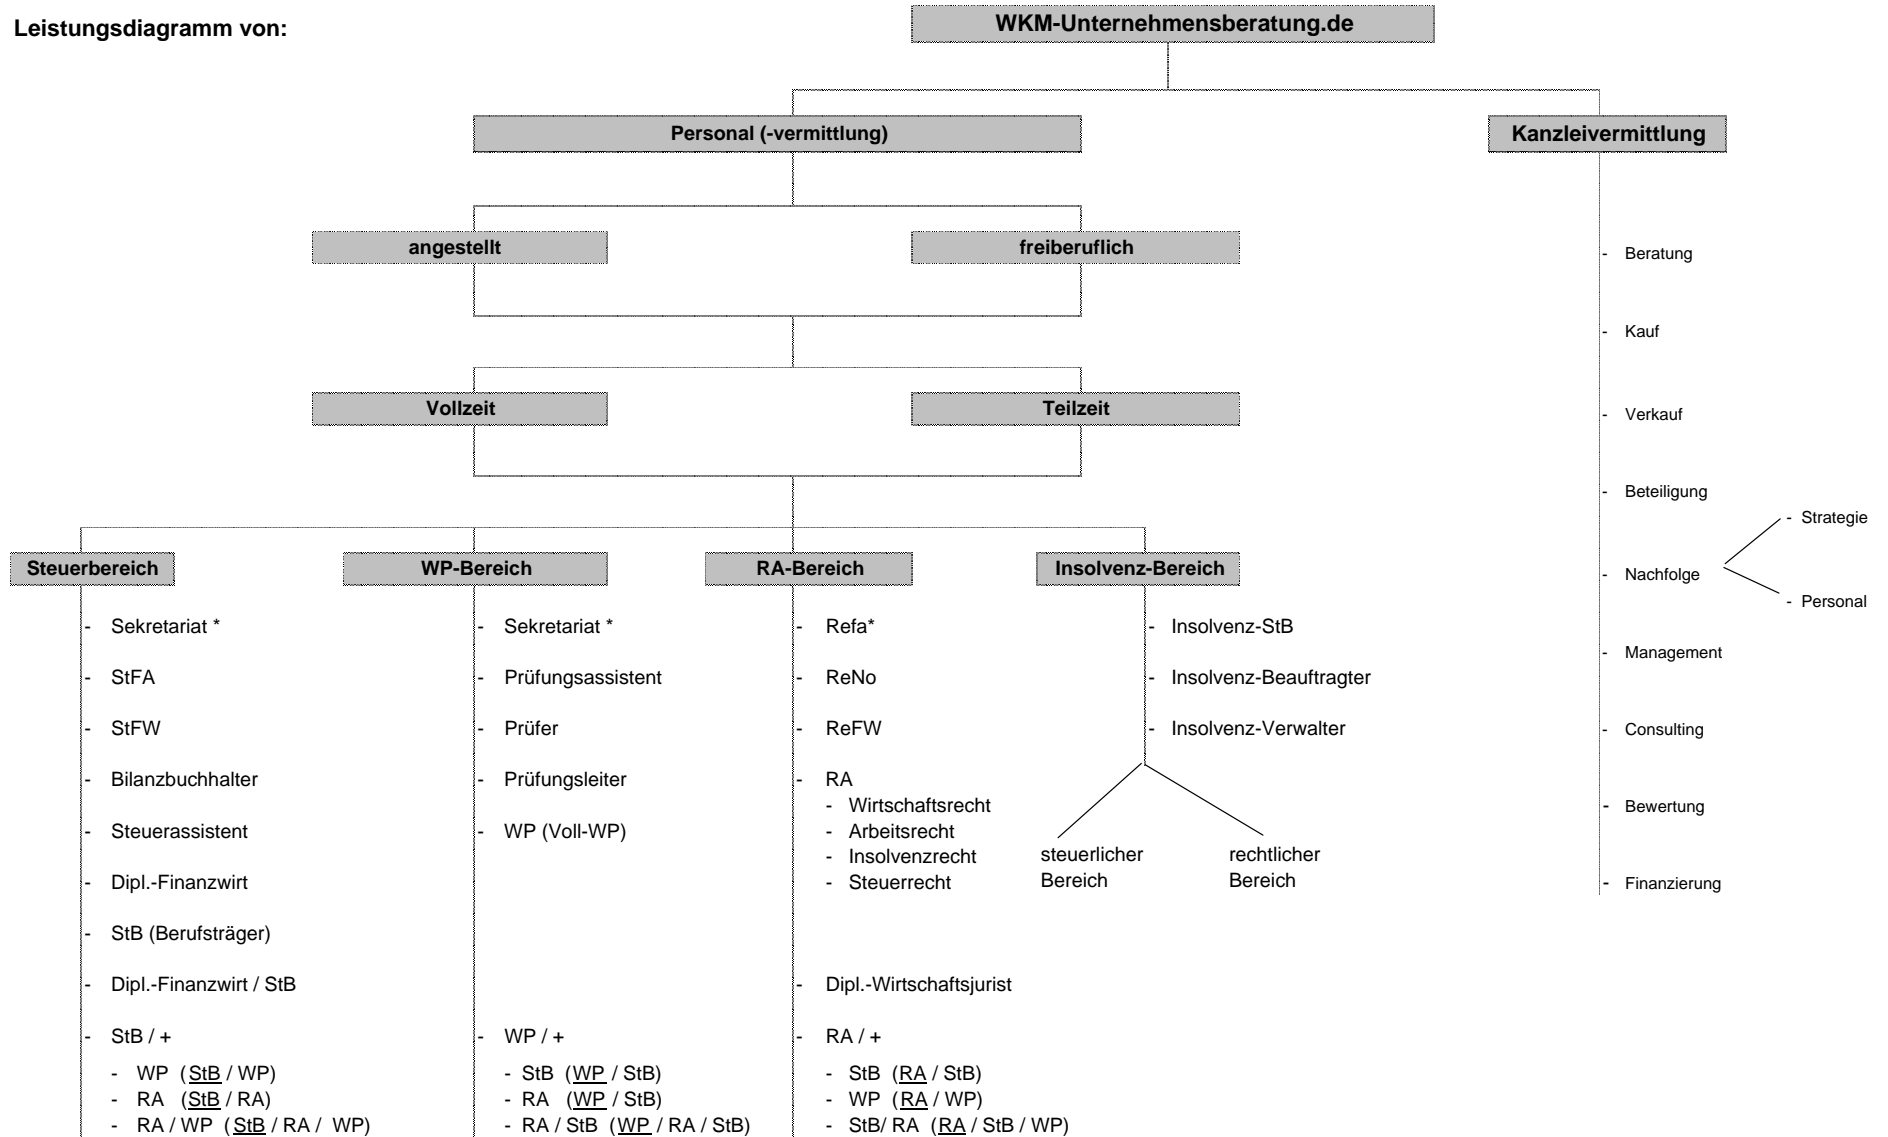 Leistungsdiagramm von:
WKM-Unternehmensberatung.de
Personal (-vermittlung)
Kanzleivermittlung
angestellt
freiberuflich
Vollzeit
Teilzeit
Steuerbereich
WP-Bereich
RA-Bereich
Insolvenz-Bereich
- Sekretariat *
- StFA
- StFW
- Bilanzbuchhalter
- Steuerassistent
- Dipl.-Finanzwirt
- StB (Berufsträger)
- Dipl.-Finanzwirt / StB
- StB / +
- WP (StB / WP)
- RA (StB / RA)
- RA / WP (StB / RA / WP)
- Sekretariat *
- Prüfungsassistent
- Prüfer
- Prüfungsleiter
- WP (Voll-WP)
- WP / +
- StB (WP / StB)
- RA (WP / StB)
- RA / StB (WP / RA / StB)
- Refa*
- ReNo
- ReFW
- RA
- Wirtschaftsrecht
- Arbeitsrecht
- Insolvenzrecht
- Steuerrecht
- Dipl.-Wirtschaftsjurist
- RA / +
- StB (RA / StB)
- WP (RA / WP)
- StB/ RA (RA / StB / WP)
- Insolvenz-StB
- Insolvenz-Beauftragter
- Insolvenz-Verwalter
steuerlicher
Bereich
rechtlicher
Bereich
- Beratung
- Kauf
- Verkauf
- Beteiligung
- Nachfolge
- Strategie
- Personal
- Management
- Consulting
- Bewertung
- Finanzierung